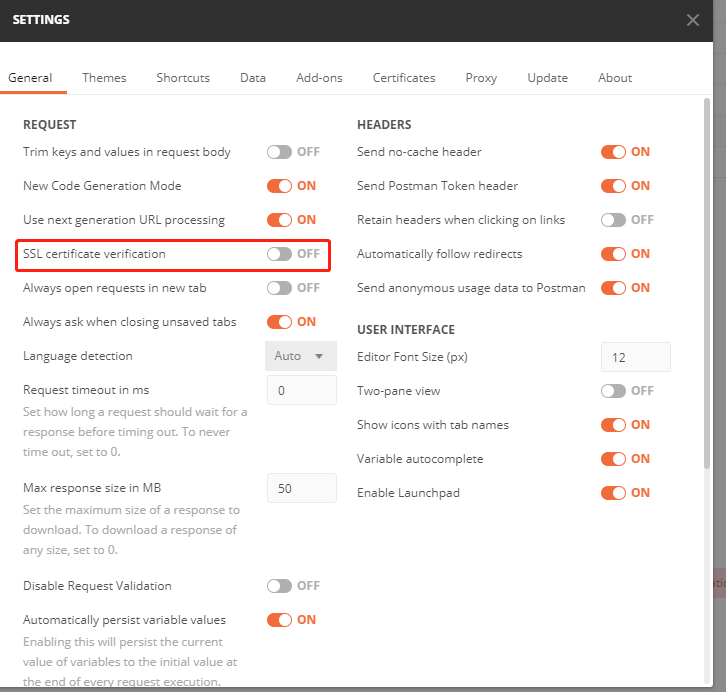 SETTINGS
General Themes Shortcuts Data Add-ons Certificates Proxy Update About
REQUEST
Trim keys and values in request body OFF
New Code Generation Mode ON
Use next generation URL processing ON
SSL certificate verification OFF
Always open requests in new tab OFF
Always ask when closing unsaved tabs ON
Language detection Auto
Request timeout in ms 0
Set how long a request should wait for a
response before timing out. To never
time out, set to 0.
Max response size in MB 50
Set the maximum size of a response to
download. To download a response of
any size, set to 0.
Disable Request Validation OFF
Automatically persist variable values ON
Enabling this will persist the current
value of variables to the initial value at
the end of every request execution.
HEADERS
Send no-cache header ON
Send Postman Token header ON
Retain headers when clicking on links OFF
Automatically follow redirects ON
Send anonymous usage data to Postman ON
USER INTERFACE
Editor Font Size (px) 12
Two-pane view OFF
Show icons with tab names ON
Variable autocomplete ON
Enable Launchpad ON